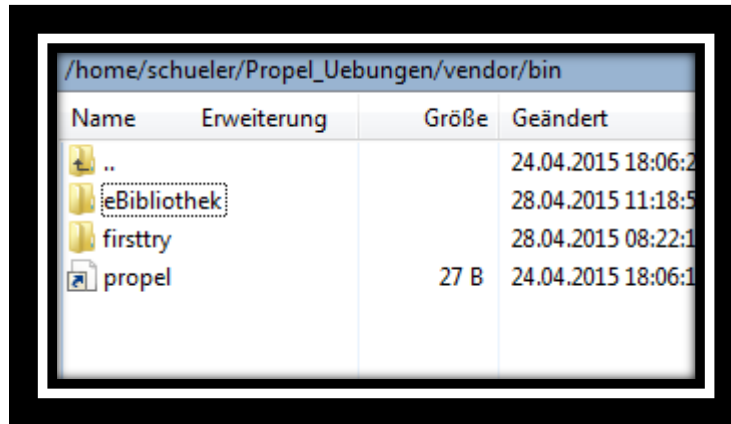 /home/schueler/Propel_Uebungen/vendor/bin
Name Erweiterung Größe Geändert
.. 24.04.2015 18:06:2
eBibliothek 28.04.2015 11:18:5
firsttry 28.04.2015 08:22:1
propel 27 B 24.04.2015 18:06:1